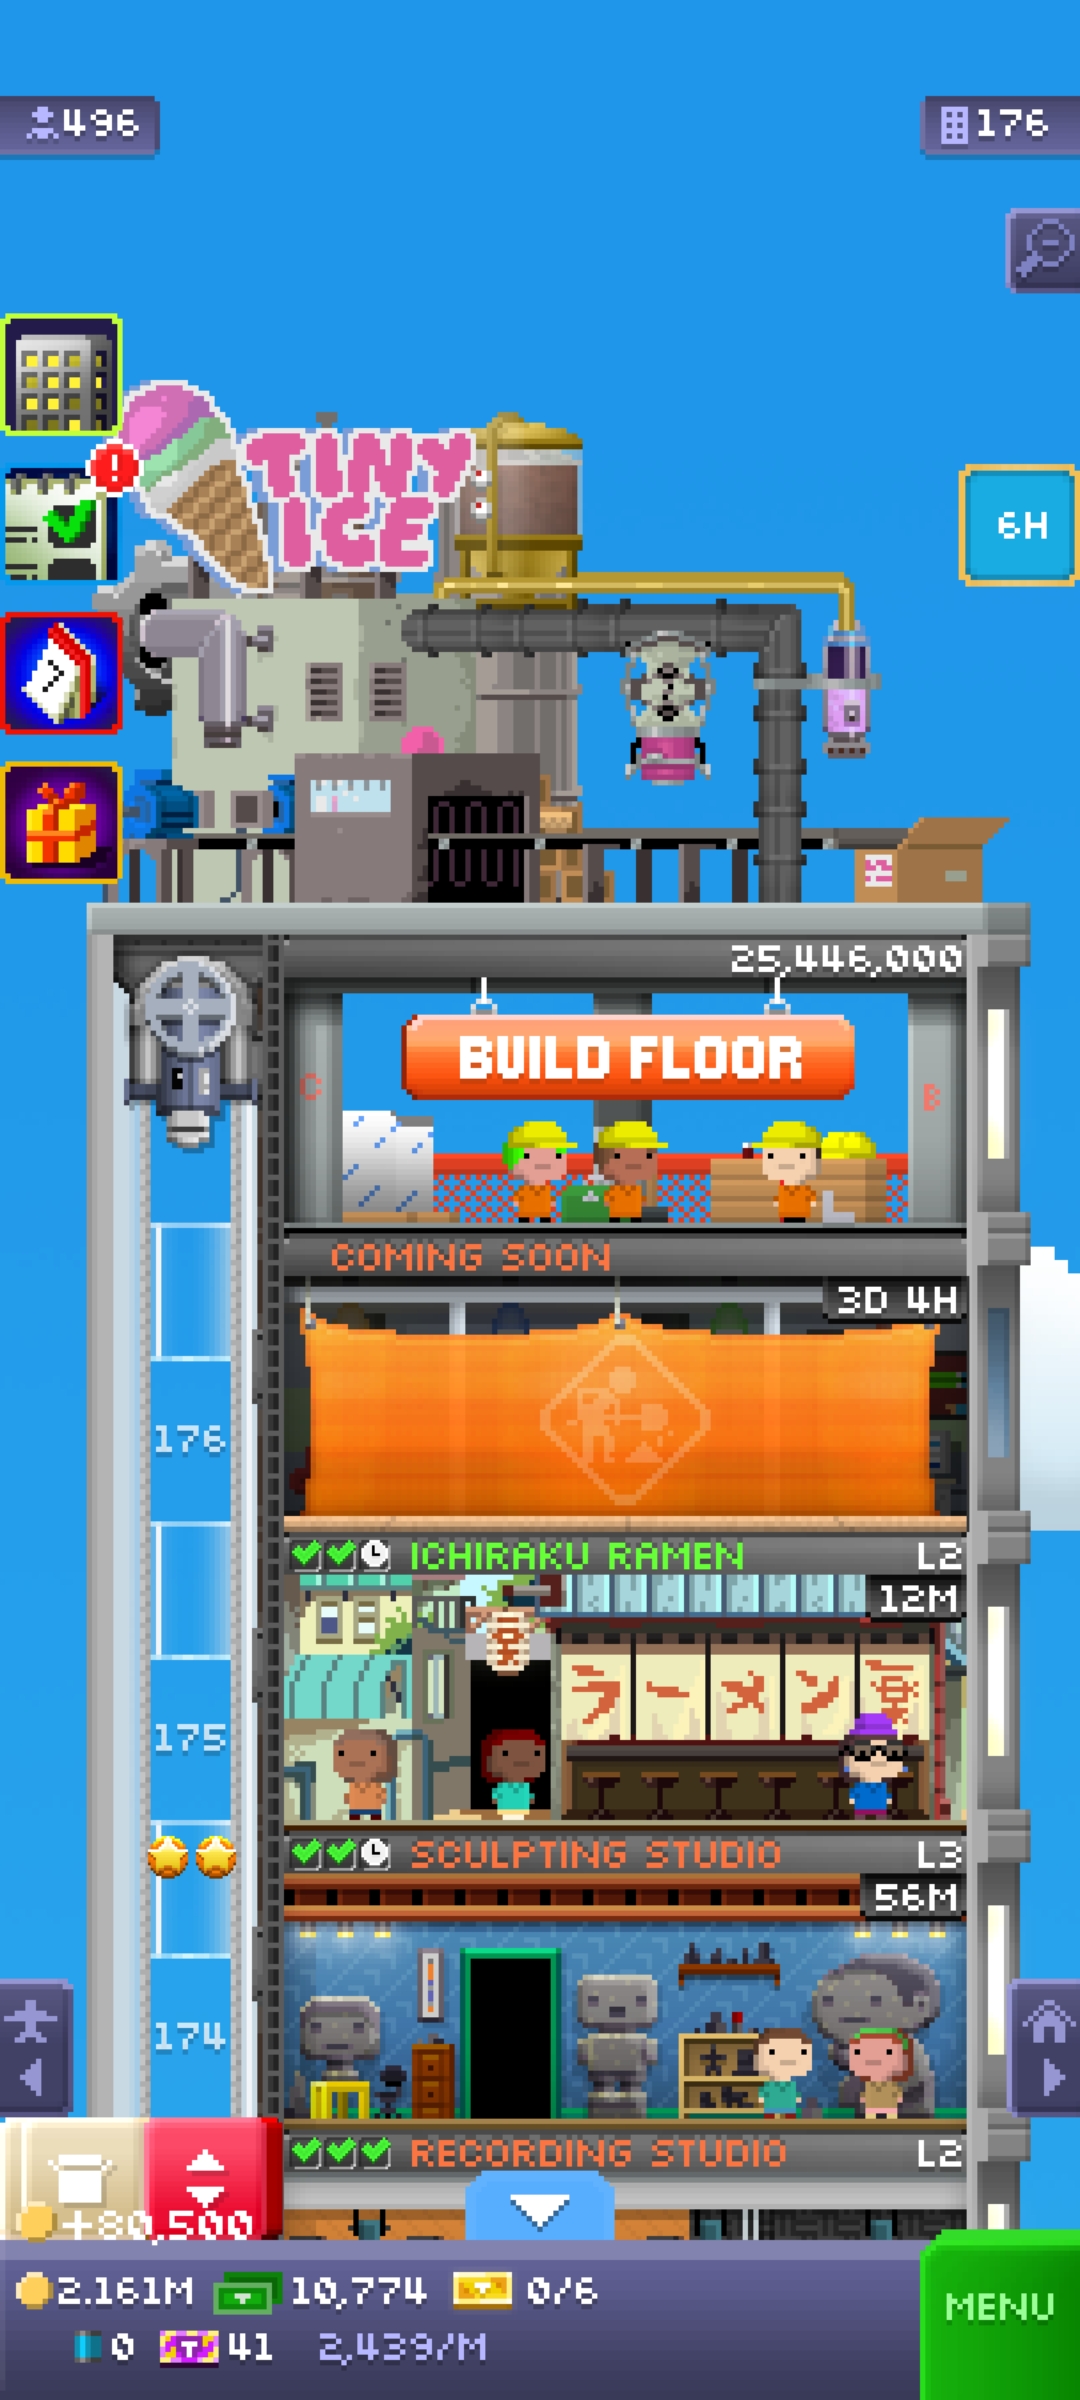 496
176
TINY
ICE
6H
7
25,446,000
BUILD FLOOR
C
B
COMING SOON
3D 4H
176
ICHIRAKU RAMEN L2
12M
ラーメン
175
SCULPTING STUDIO L3
56M
174
RECORDING STUDIO L2
+80,500
2.161M 10,774 0/6
MENU
0 T 41 2,439/M